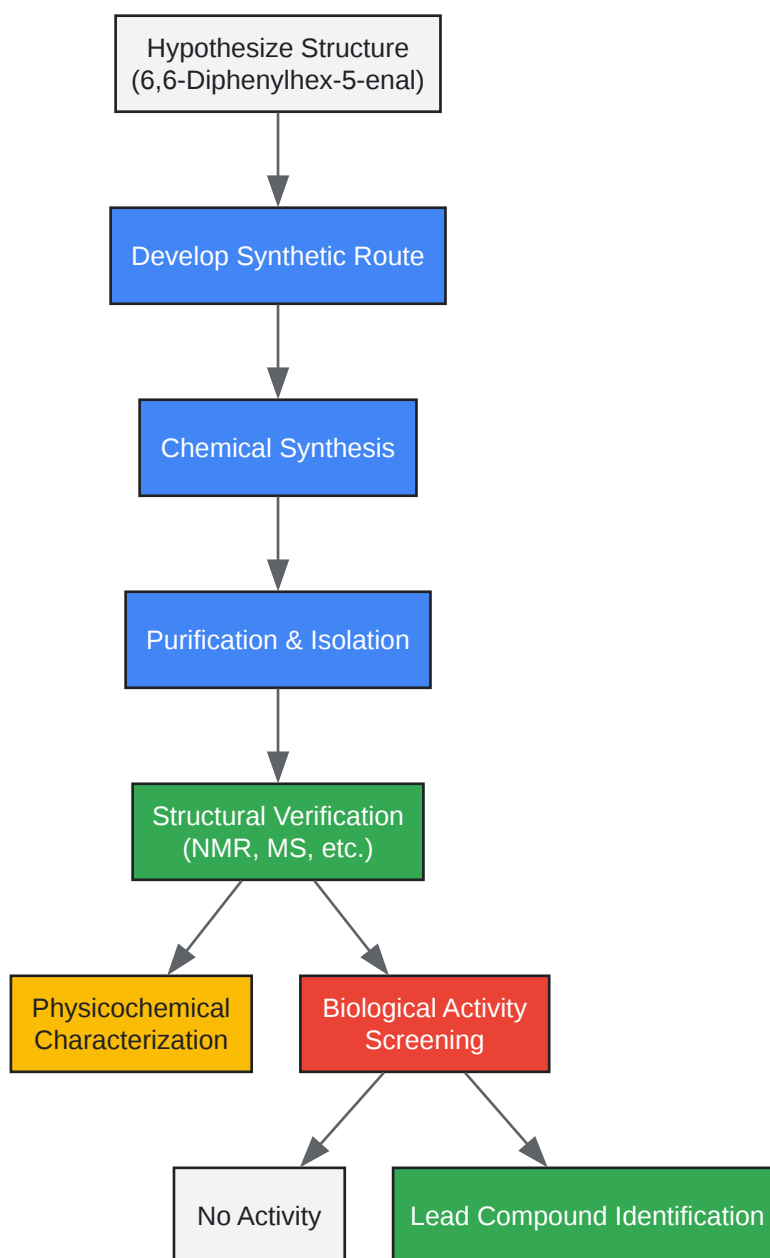 Hypothesize Structure
(6,6-Diphenylhex-5-enal)
Develop Synthetic Route
Chemical Synthesis
Purification & Isolation
Structural Verification
(NMR, MS, etc.)
Physicochemical
Characterization
Biological Activity
Screening
No Activity
Lead Compound Identification